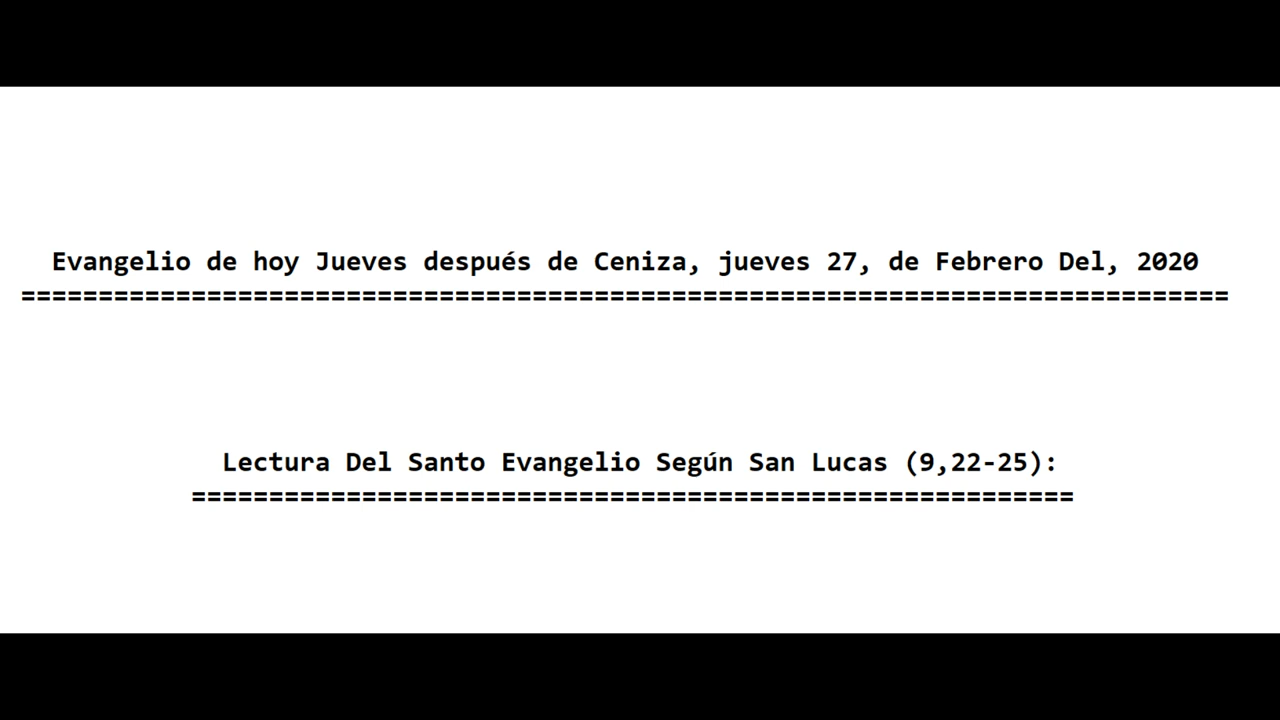 Evangelio de hoy Jueves después de Ceniza, jueves 27, de Febrero Del, 2020
==============================================================================
Lectura Del Santo Evangelio Según San Lucas (9,22-25):
=========================================================